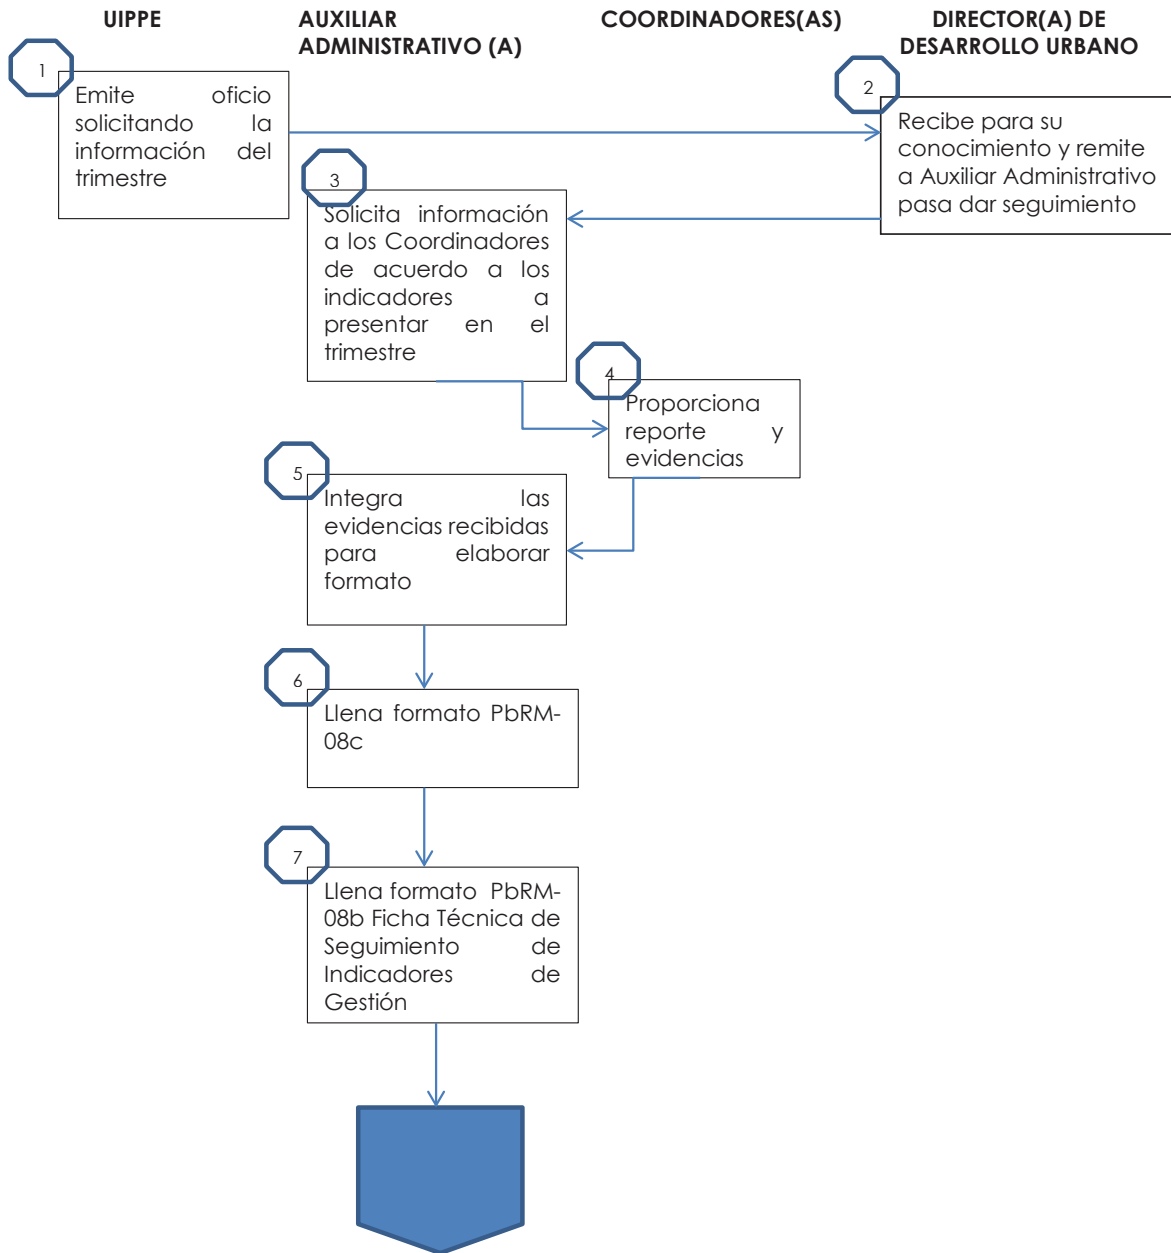 UIPPE
AUXILIAR
ADMINISTRATIVO (A)
COORDINADORES(AS)
DIRECTOR(A) DE
DESARROLLO URBANO
1
Emite oficio
solicitando la
información del
trimestre
2
Recibe para su
conocimiento y remite
a Auxiliar Administrativo
pasa dar seguimiento
3
Solicita información
a los Coordinadores
de acuerdo a los
indicadores a
presentar en el
trimestre
4
Proporciona
reporte y
evidencias
5
Integra las
evidencias recibidas
para elaborar
formato
6
Llena formato PbRM-
08c
7
Llena formato PbRM-
08b Ficha Técnica de
Seguimiento de
Indicadores de
Gestión